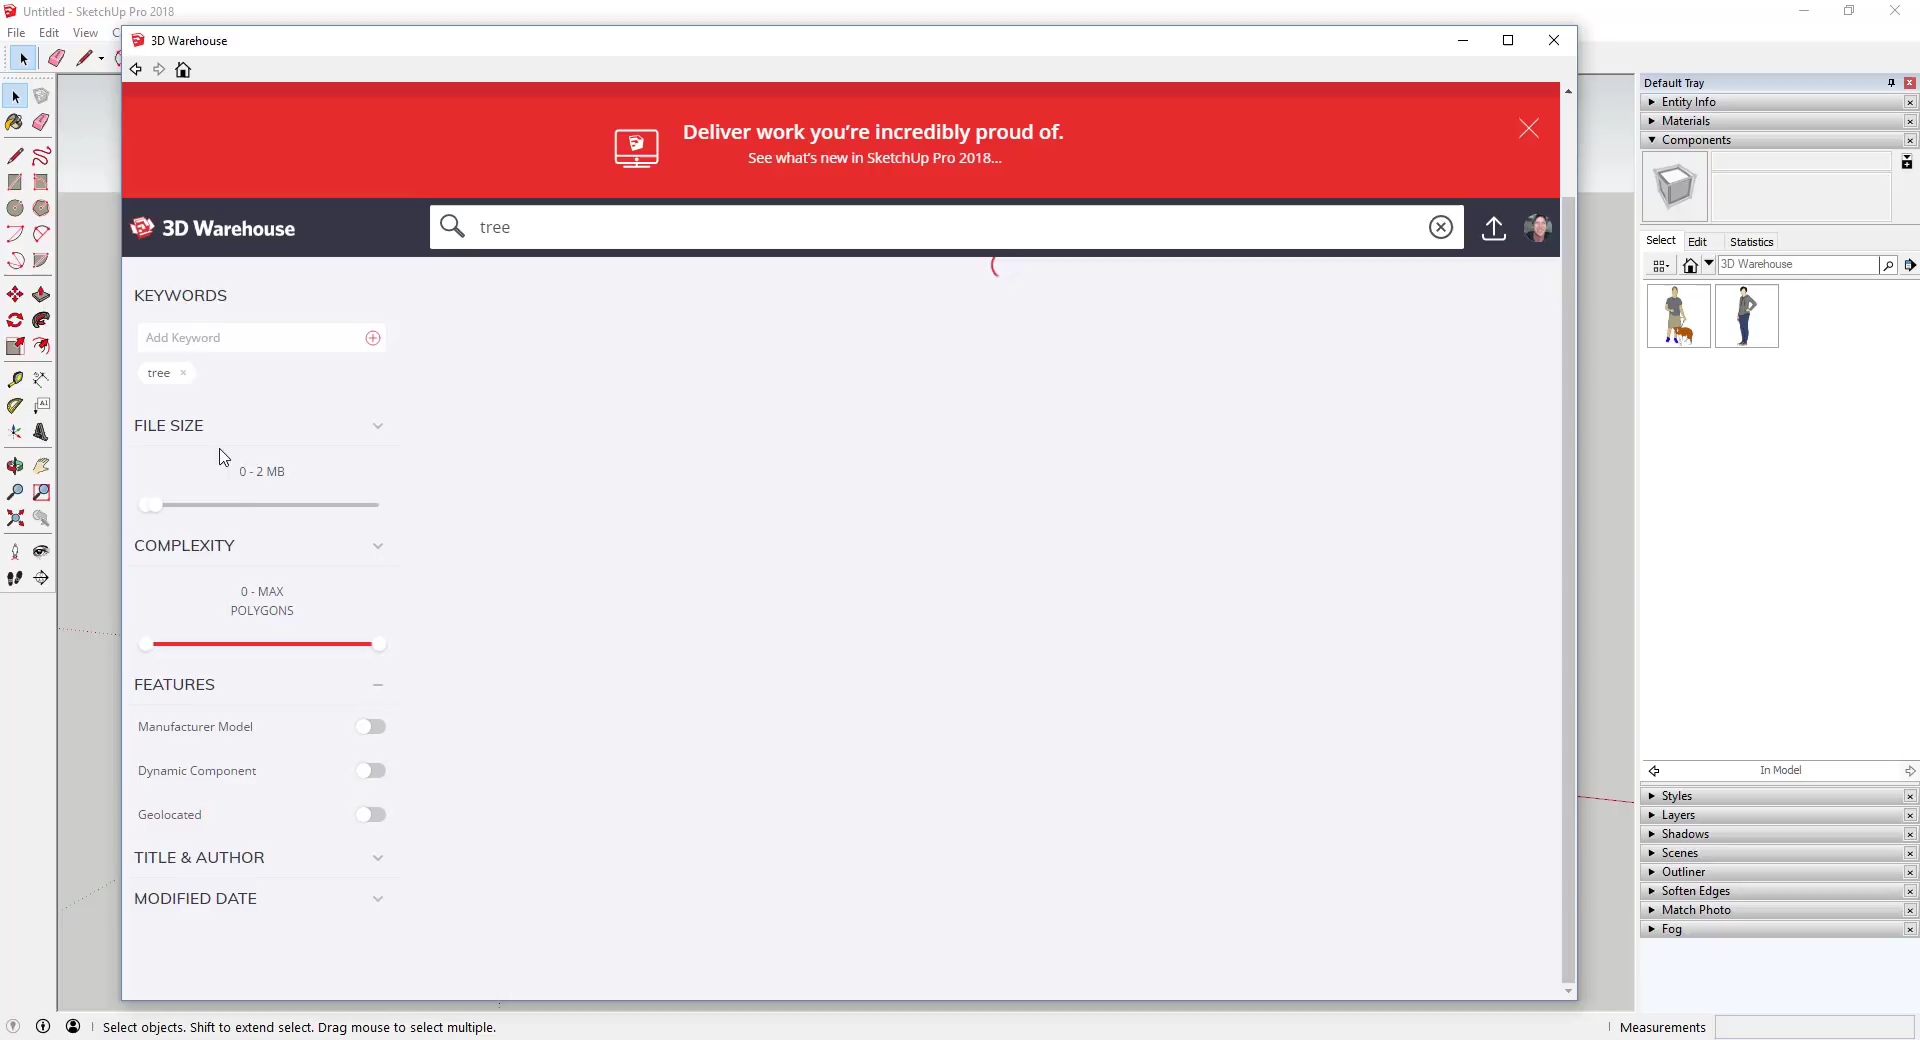 Untitled - SketchUp Pro 2018
File Edit View C
3D Warehouse
Deliver work you're incredibly proud of.
See what's new in SketchUp Pro 2018...
3D Warehouse
tree
KEYWORDS
Add Keyword
tree ×
FILE SIZE
0 - 2 MB
COMPLEXITY
0 - MAX
POLYGONS
FEATURES
Manufacturer Model
Dynamic Component
Geolocated
TITLE & AUTHOR
MODIFIED DATE
Default Tray
Entity Info
Materials
Components
Select Edit Statistics
3D Warehouse
In Model
Styles
Layers
Shadows
Scenes
Outliner
Soften Edges
Match Photo
Fog
Select objects. Shift to extend select. Drag mouse to select multiple.
Measurements